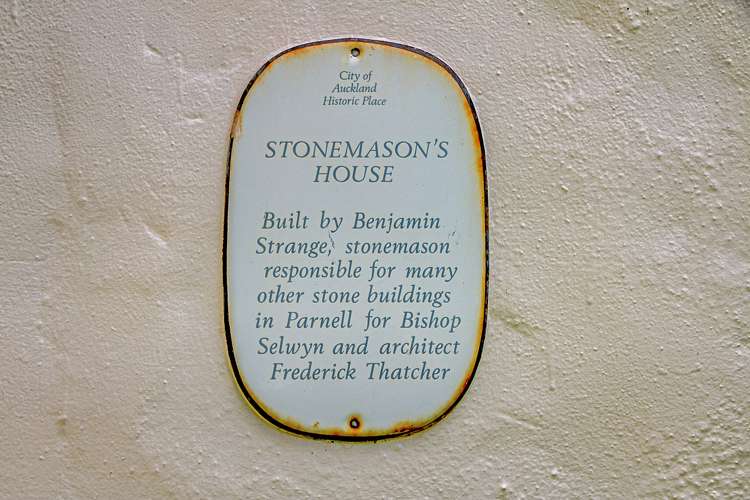 City of
Auckland
Historic Place
STONEMASON'S
HOUSE
Built by Benjamin
Strange, stonemason
responsible for many
other stone buildings
in Parnell for Bishop
Selwyn and architect
Frederick Thatcher